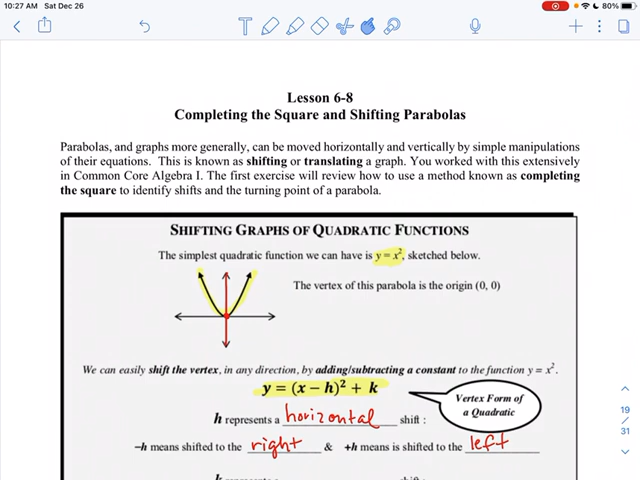 10:27 AM Sat Dec 26
80%
Lesson 6-8
Completing the Square and Shifting Parabolas
Parabolas, and graphs more generally, can be moved horizontally and vertically by simple manipulations
of their equations. This is known as shifting or translating a graph. You worked with this extensively
in Common Core Algebra I. The first exercise will review how to use a method known as completing
the square to identify shifts and the turning point of a parabola.
SHIFTING GRAPHS OF QUADRATIC FUNCTIONS
The simplest quadratic function we can have is y = x², sketched below.
The vertex of this parabola is the origin (0, 0)
We can easily shift the vertex, in any direction, by adding/subtracting a constant to the function y = x².
y = (x − h)² + k
Vertex Form of
a Quadratic
h represents a horizontal shift :
−h means shifted to the right & +h means is shifted to the left
19
/
31